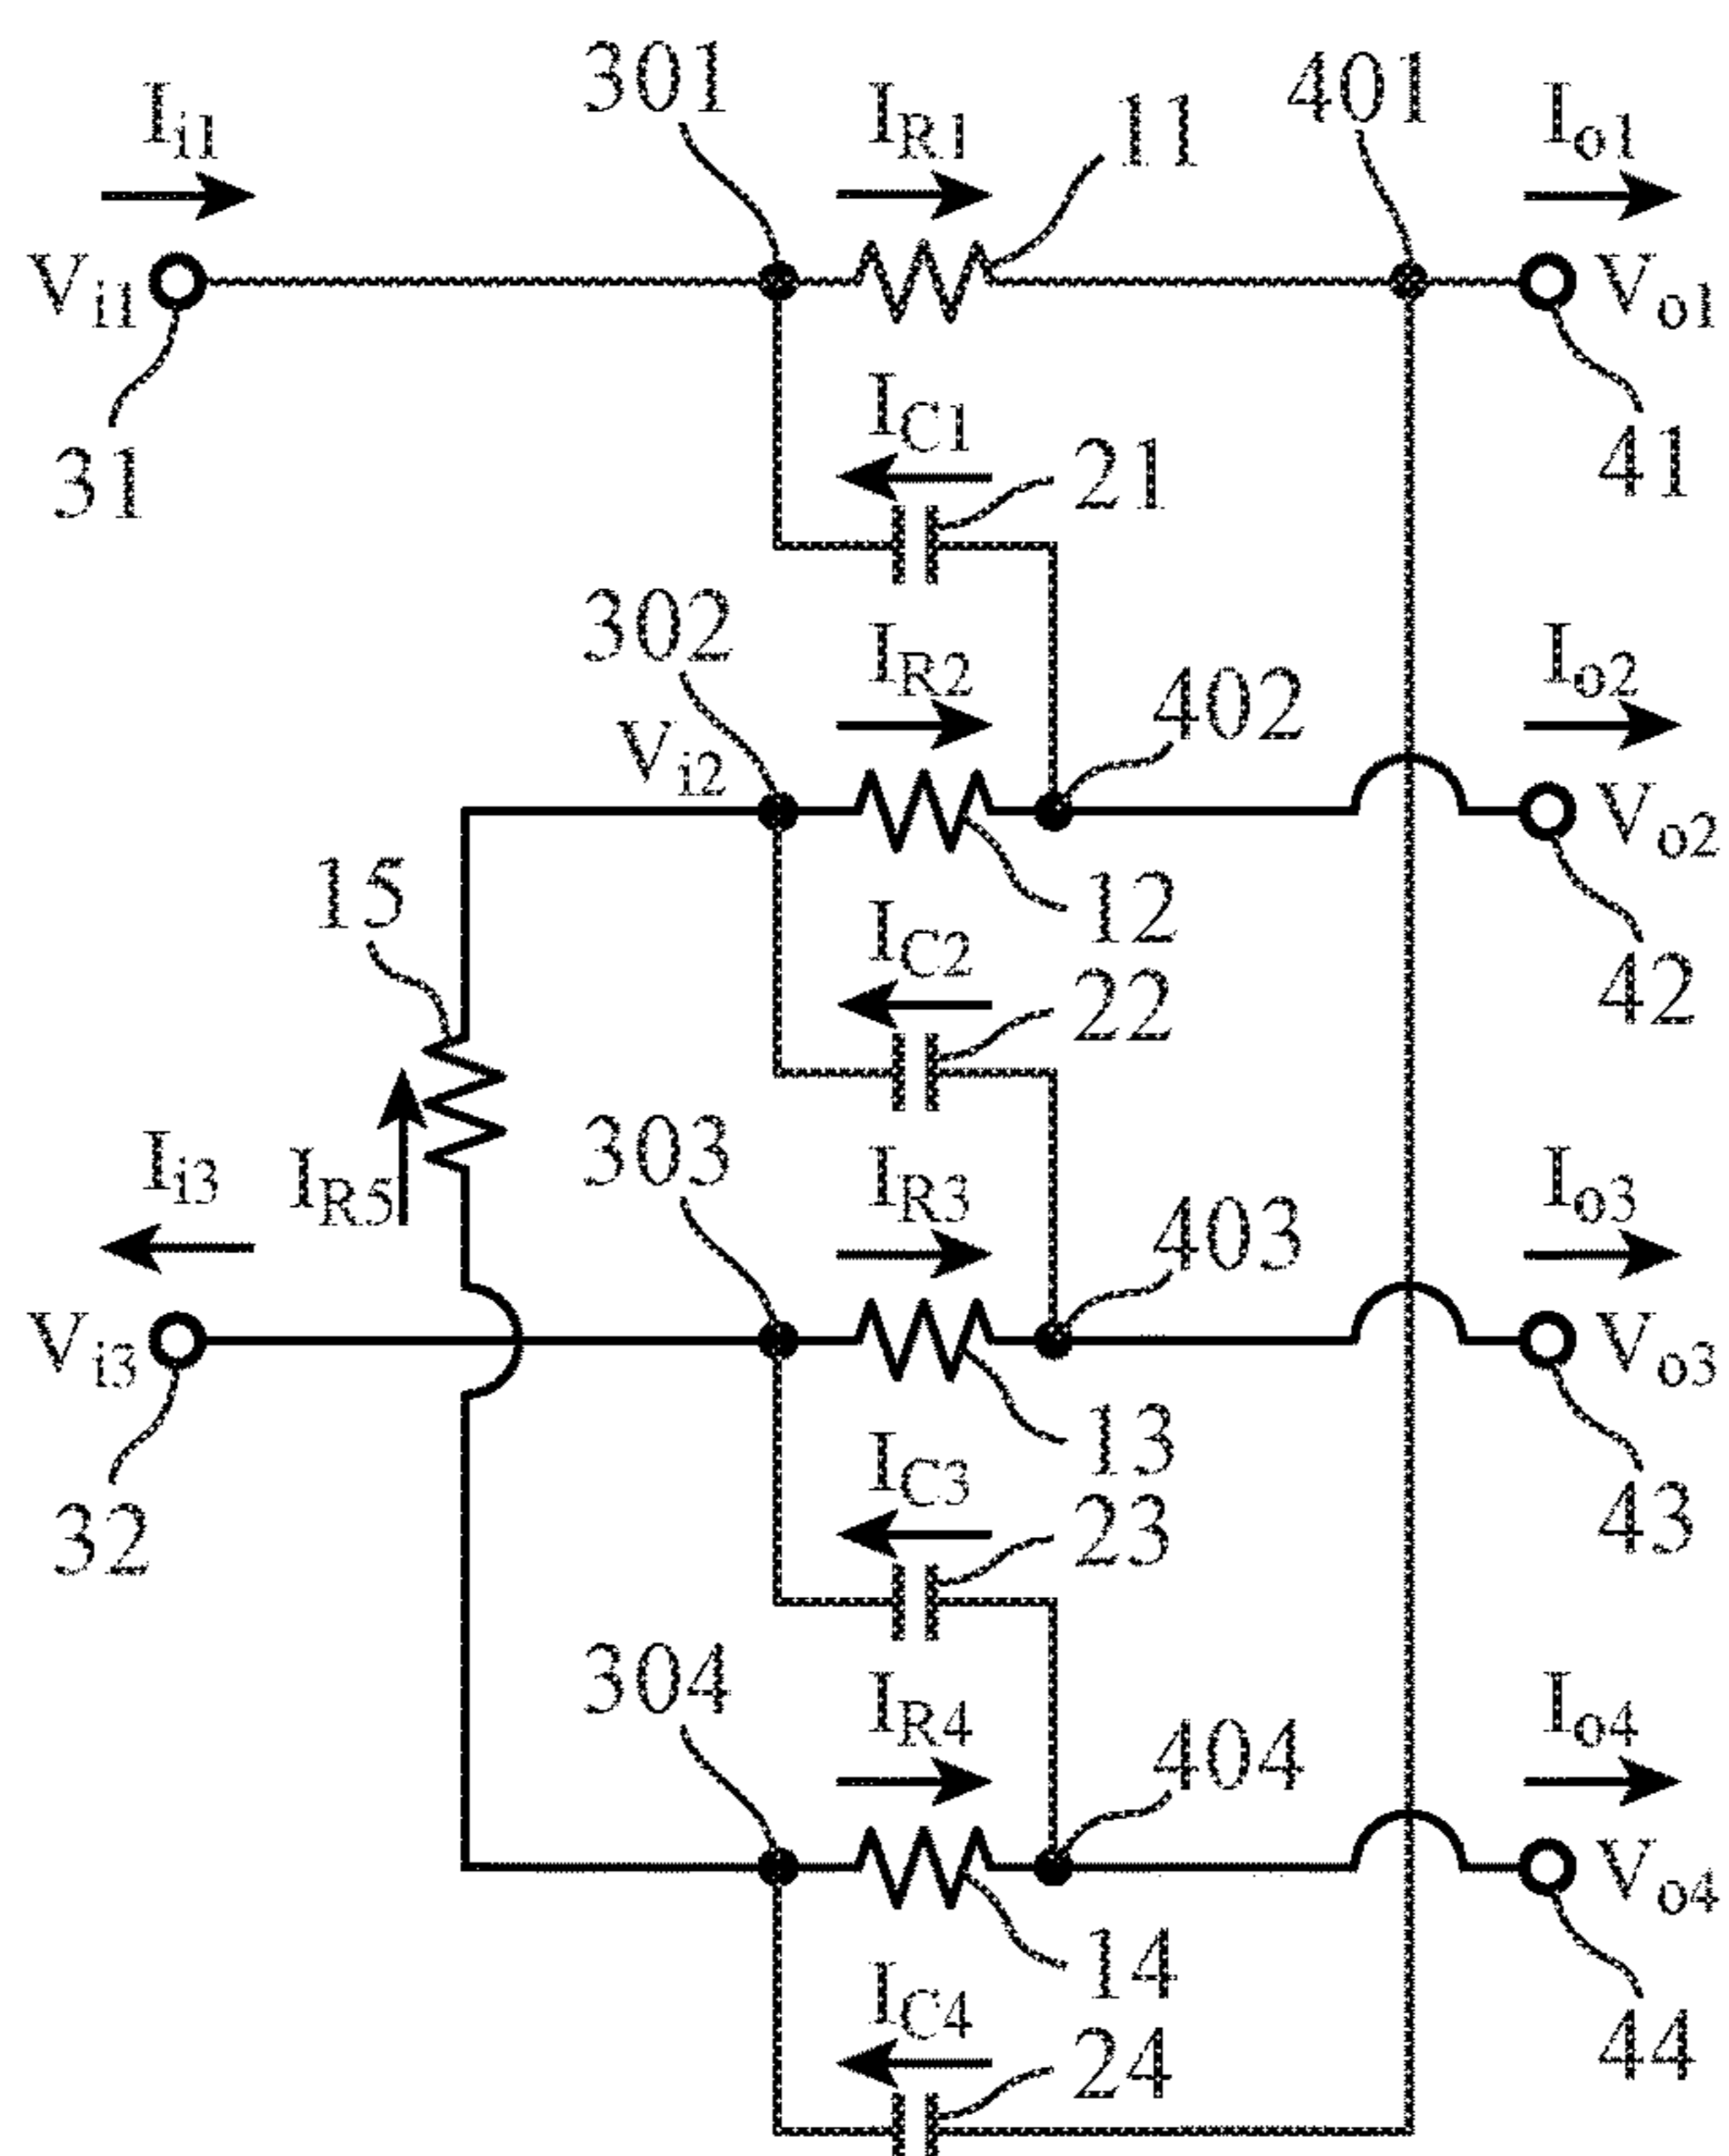 301 401
I_i1 I_R1 11 I_o1
V_i1 V_o1
I_C1
31 21 41
302 I_R2 402 I_o2
V_i2
V_o2
15 12
I_C2
22 42
I_i3 I_R5 303 I_R3 403 I_o3
V_i3 V_o3
13
I_C3
32 23 43
304 I_R4 404 I_o4
V_o4
14
I_C4
24 44